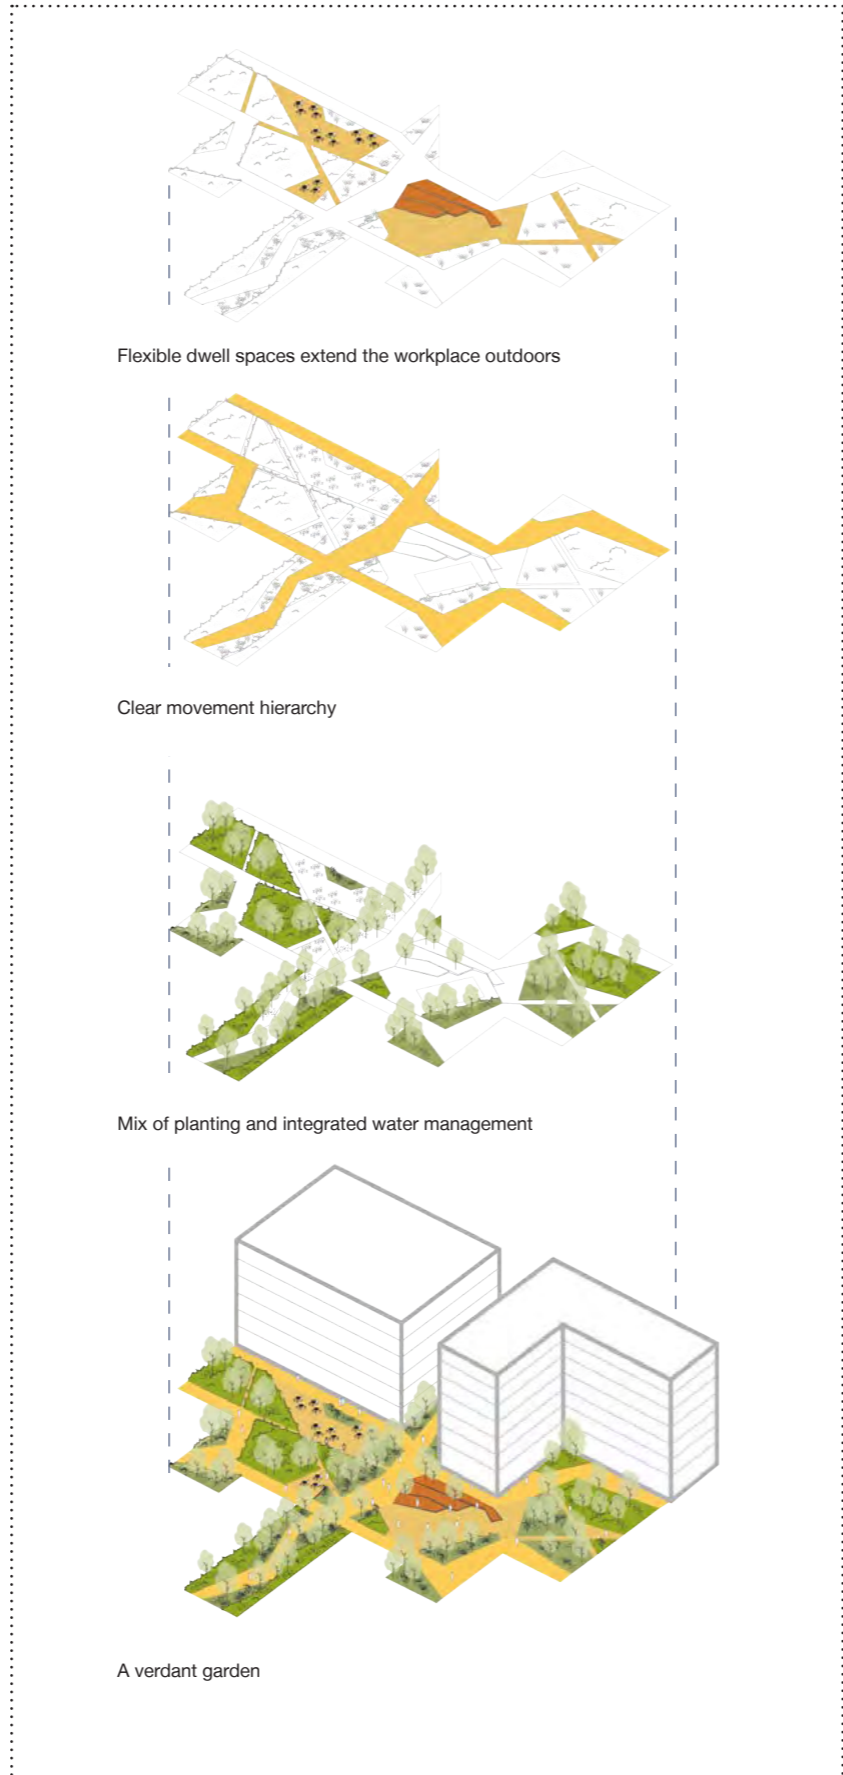 Flexible dwell spaces extend the workplace outdoors
Clear movement hierarchy
Mix of planting and integrated water management
A verdant garden